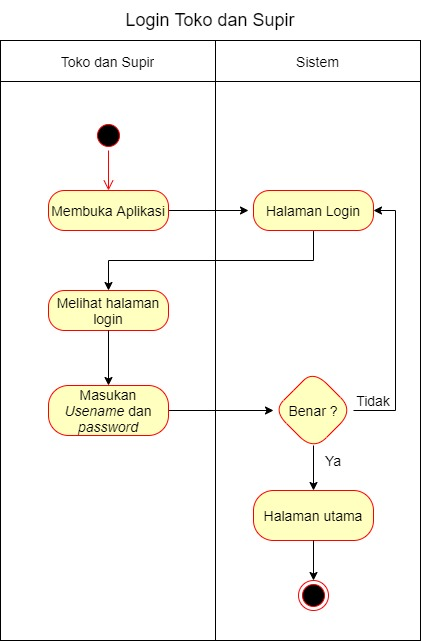 Login Toko dan Supir
Toko dan Supir
Sistem
Membuka Aplikasi
Halaman Login
Melihat halaman
login
Masukan
Usename dan
password
Benar ?
Tidak
Ya
Halaman utama